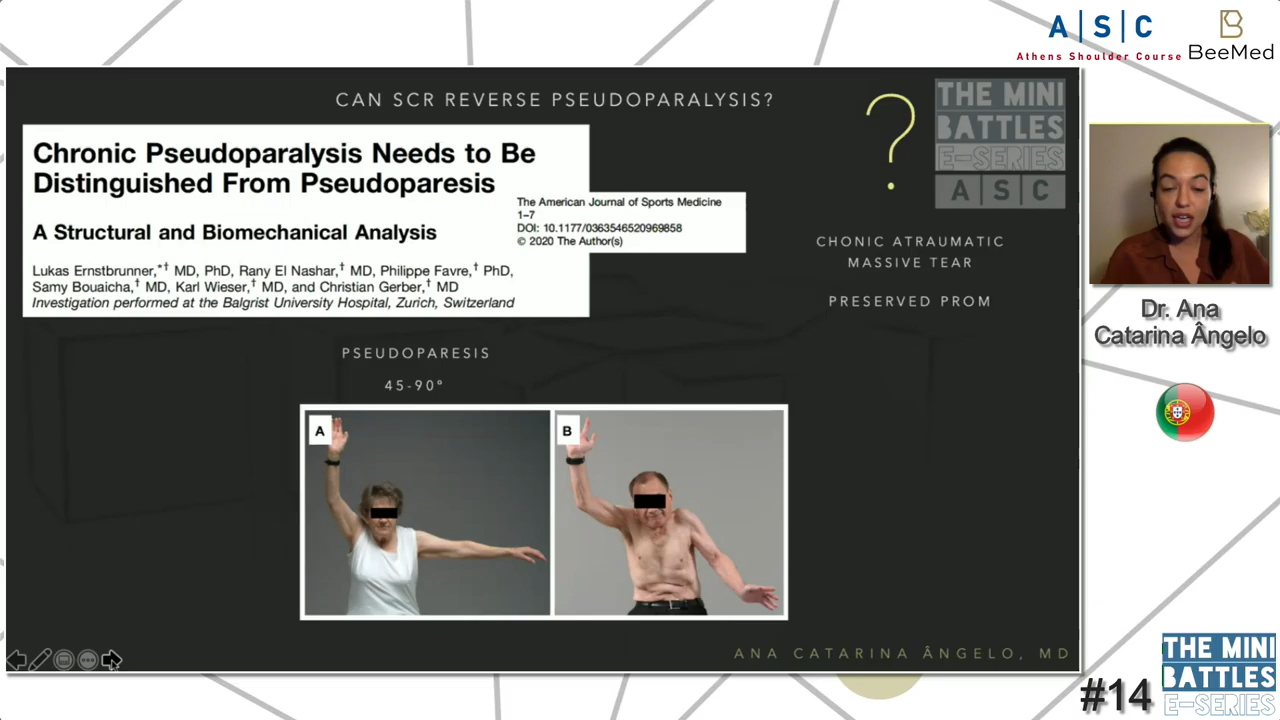 A|S|C
Athens Shoulder Course
BeeMed
CAN SCR REVERSE PSEUDOPARALYSIS?
?
THE MINI
BATTLES
E-SERIES
A|S|C
Chronic Pseudoparalysis Needs to Be
Distinguished From Pseudoparesis
A Structural and Biomechanical Analysis
Lukas Ernstbrunner,*† MD, PhD, Rany El Nashar,† MD, Philippe Favre,† PhD,
Samy Bouaicha,† MD, Karl Wieser,† MD, and Christian Gerber,† MD
Investigation performed at the Balgrist University Hospital, Zurich, Switzerland
The American Journal of Sports Medicine
1–7
DOI: 10.1177/0363546520969858
© 2020 The Author(s)
CHONIC ATRAUMATIC
MASSIVE TEAR
PRESERVED PROM
PSEUDOPARESIS
45-90º
A
B
ANA CATARINA ÂNGELO, MD
Dr. Ana
Catarina Ângelo
#14
THE MINI
BATTLES
E-SERIES